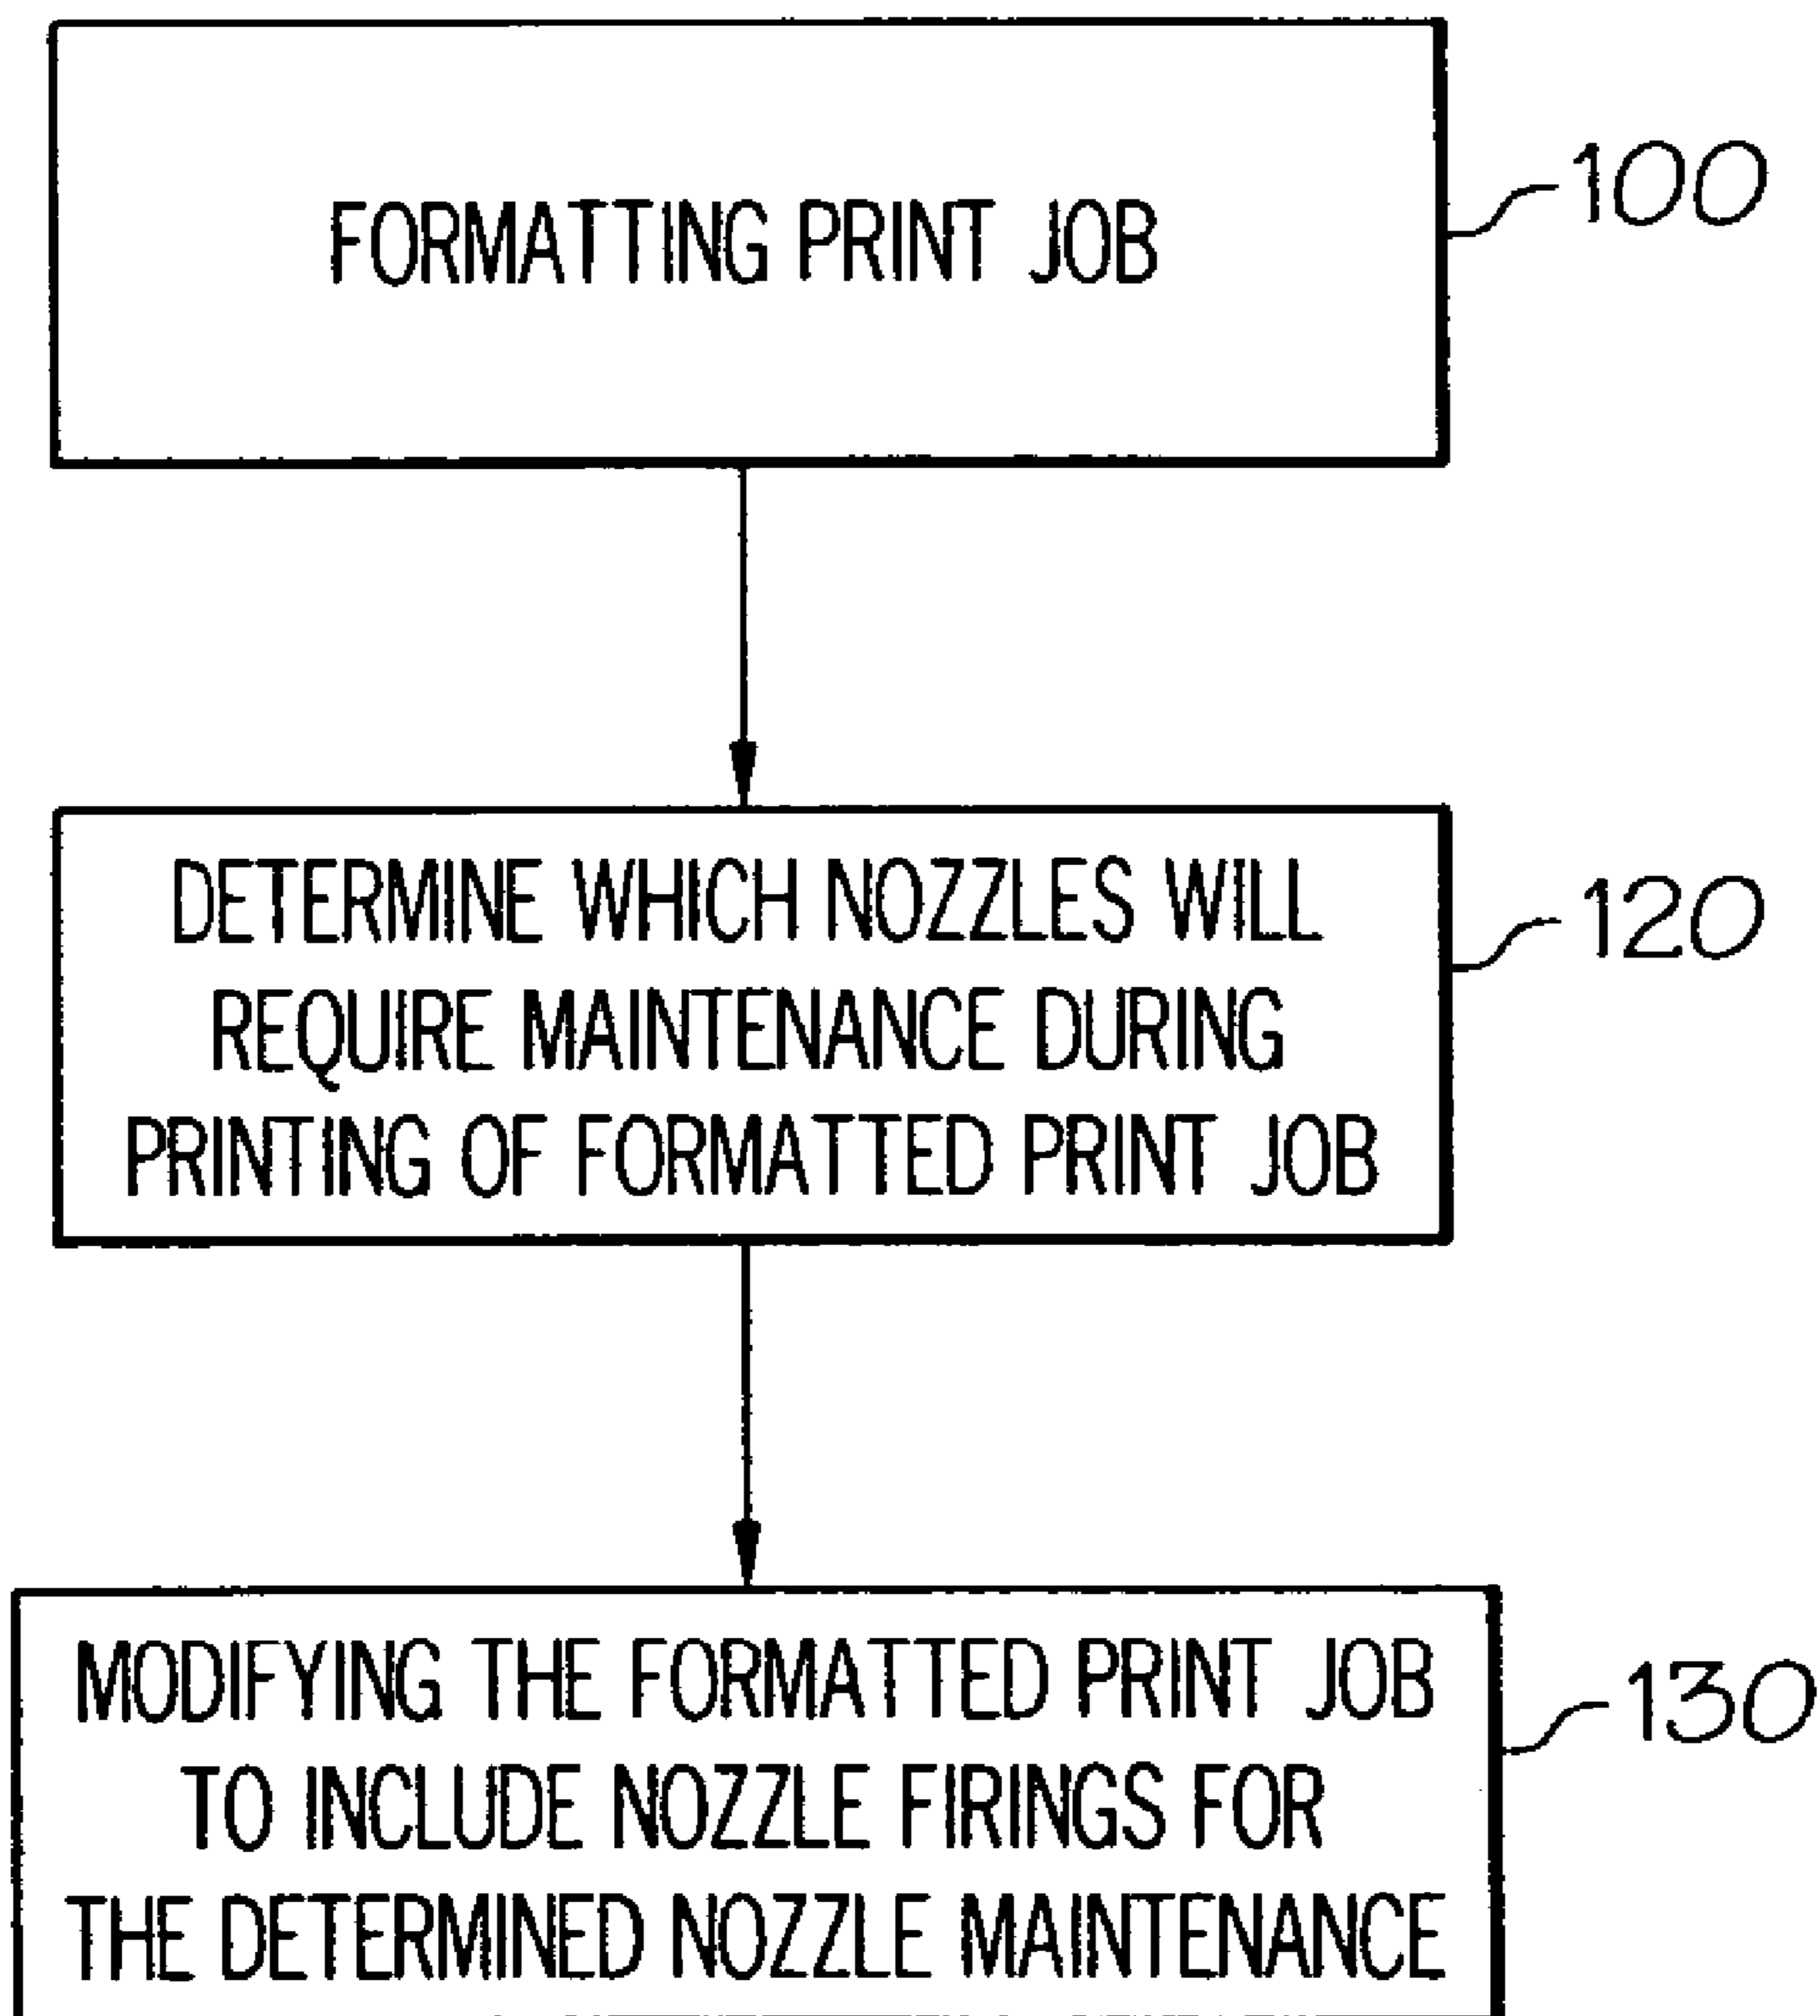 FORMATTING PRINT JOB
100
DETERMINE WHICH NOZZLES WILL
REQUIRE MAINTENANCE DURING
PRINTING OF FORMATTED PRINT JOB
120
MODIFYING THE FORMATTED PRINT JOB
TO INCLUDE NOZZLE FIRINGS FOR
THE DETERMINED NOZZLE MAINTENANCE
130